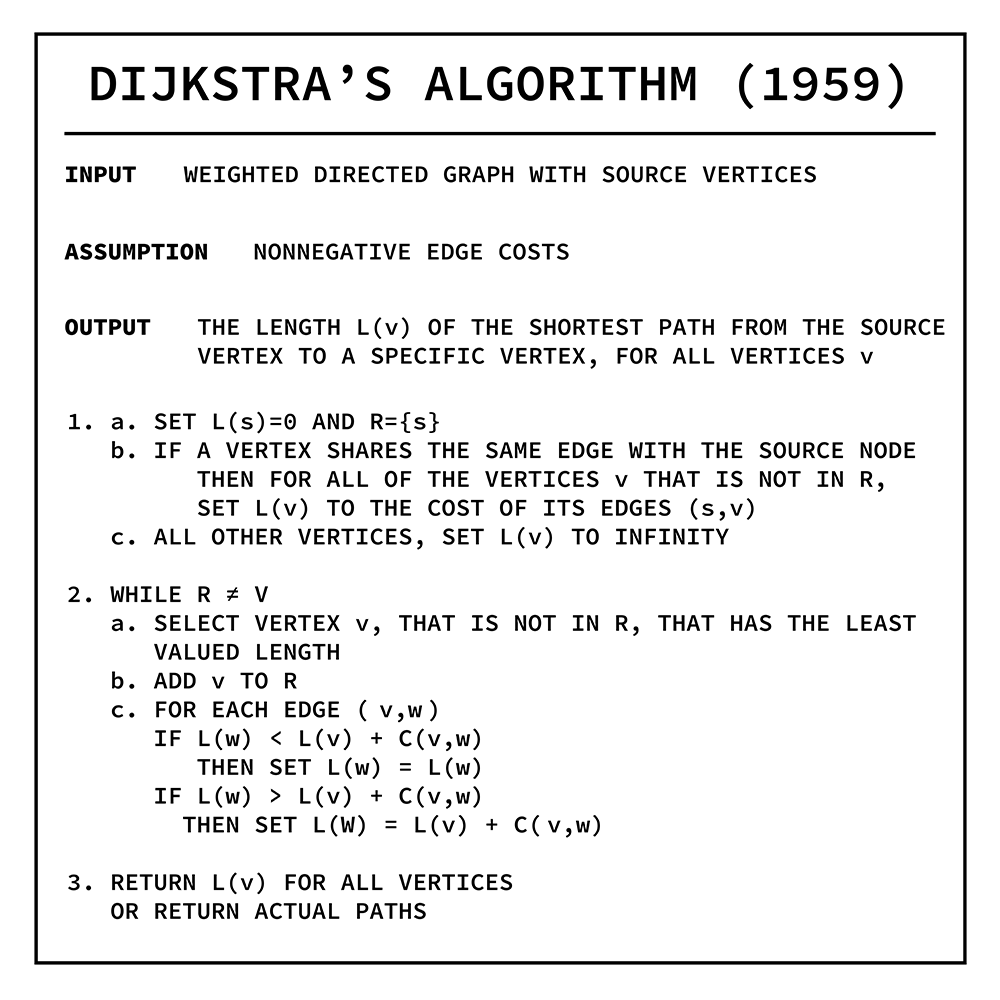 DIJKSTRA’S ALGORITHM (1959)
INPUT WEIGHTED DIRECTED GRAPH WITH SOURCE VERTICES
ASSUMPTION NONNEGATIVE EDGE COSTS
OUTPUT THE LENGTH L(v) OF THE SHORTEST PATH FROM THE SOURCE
VERTEX TO A SPECIFIC VERTEX, FOR ALL VERTICES v
1. a. SET L(s)=0 AND R={s}
b. IF A VERTEX SHARES THE SAME EDGE WITH THE SOURCE NODE
THEN FOR ALL OF THE VERTICES v THAT IS NOT IN R,
SET L(v) TO THE COST OF ITS EDGES (s,v)
c. ALL OTHER VERTICES, SET L(v) TO INFINITY
2. WHILE R ≠ V
a. SELECT VERTEX v, THAT IS NOT IN R, THAT HAS THE LEAST
VALUED LENGTH
b. ADD v TO R
c. FOR EACH EDGE ( v,w)
IF L(w) < L(v) + C(v,w)
THEN SET L(w) = L(w)
IF L(w) > L(v) + C(v,w)
THEN SET L(W) = L(v) + C( v,w)
3. RETURN L(v) FOR ALL VERTICES
OR RETURN ACTUAL PATHS